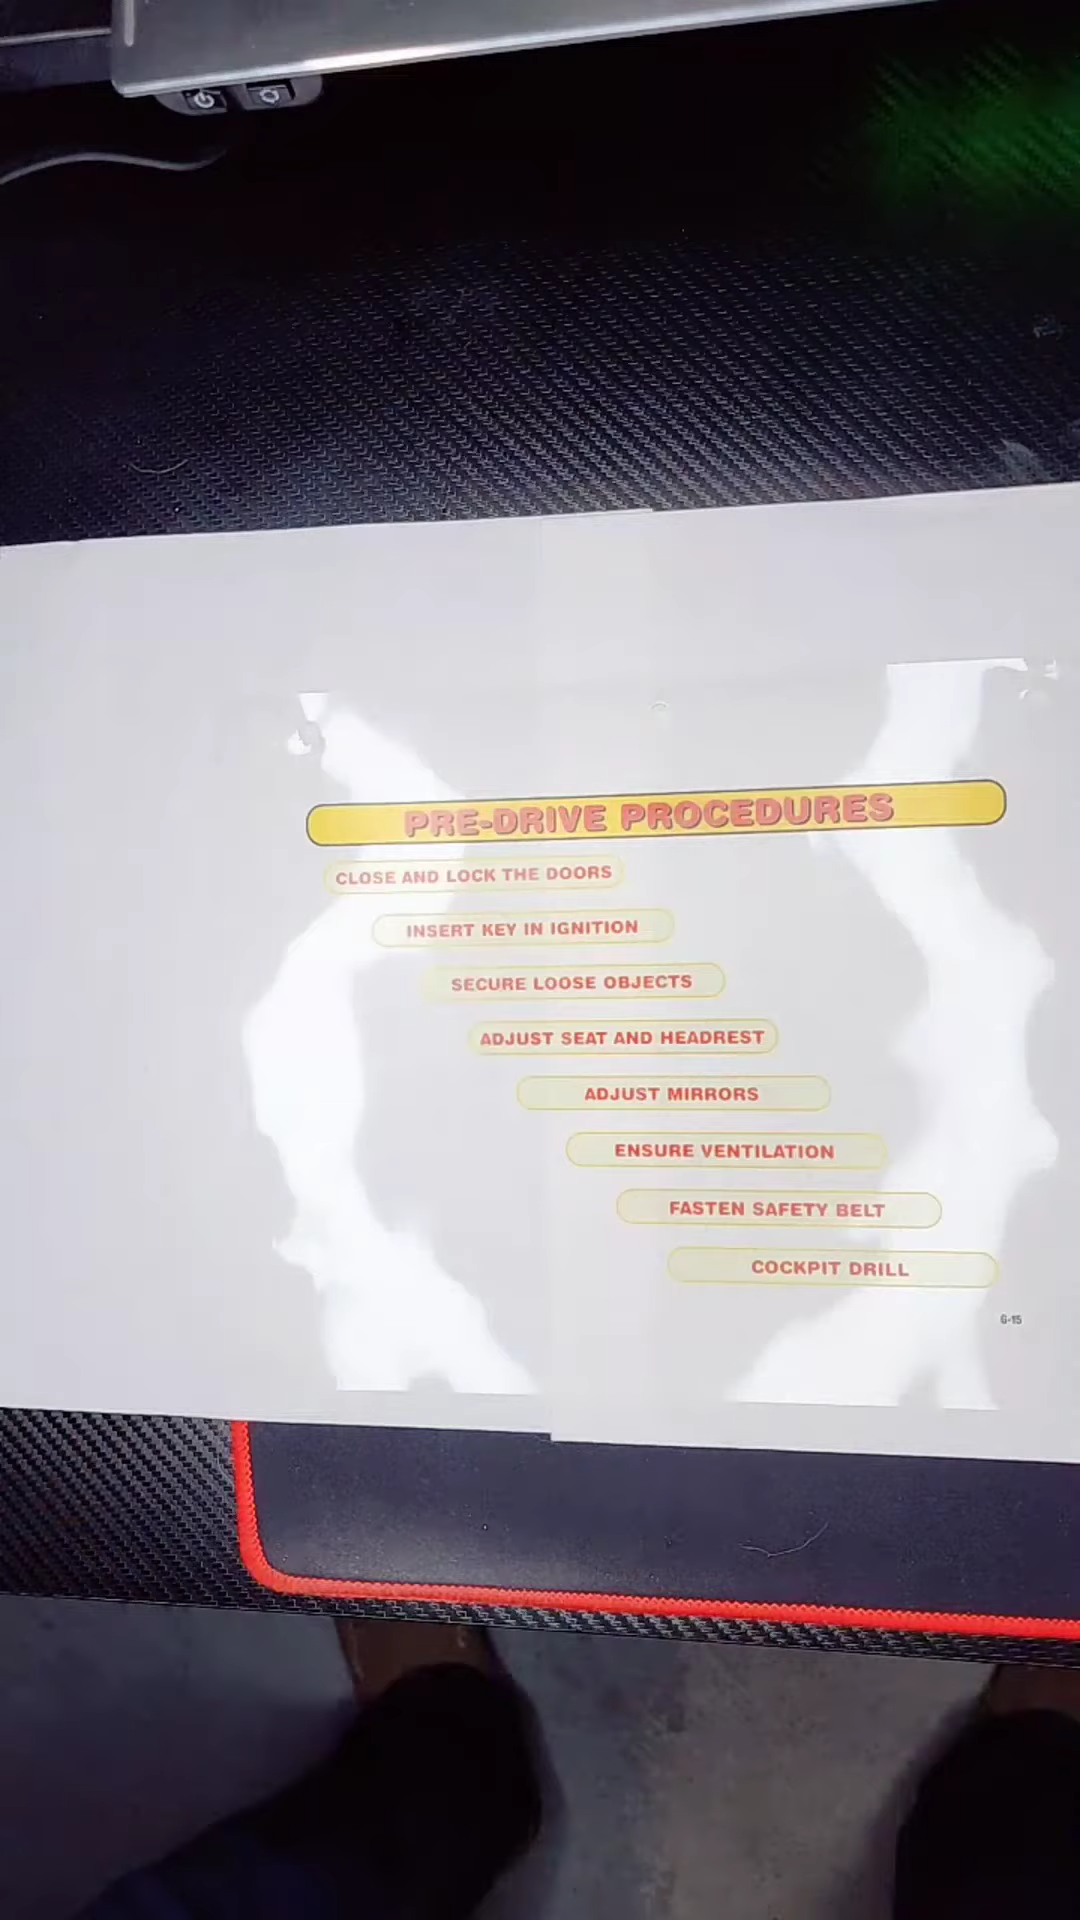 PRE-DRIVE PROCEDURES
CLOSE AND LOCK THE DOORS
INSERT KEY IN IGNITION
SECURE LOOSE OBJECTS
ADJUST SEAT AND HEADREST
ADJUST MIRRORS
ENSURE VENTILATION
FASTEN SAFETY BELT
COCKPIT DRILL
G-15